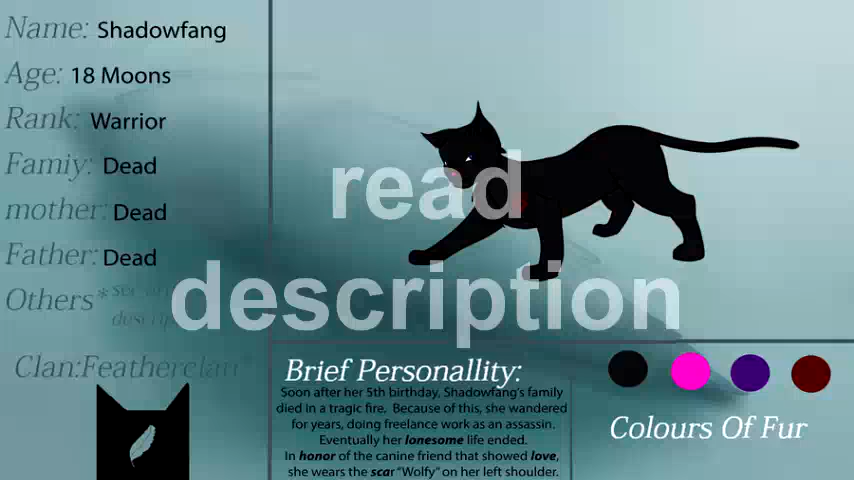 Name: Shadowfang
Age: 18 Moons
Rank: Warrior
Famiy: Dead
mother: Dead
Father: Dead
Others*
Clan:Featherclan
read
description
Brief Personallity:
Soon after her 5th birthday, Shadowfang's family
died in a tragic fire. Because of this, she wandered
for years, doing freelance work as an assassin.
Eventually her lonesome life ended.
In honor of the canine friend that showed love,
she wears the scar "Wolfy" on her left shoulder.
Colours Of Fur